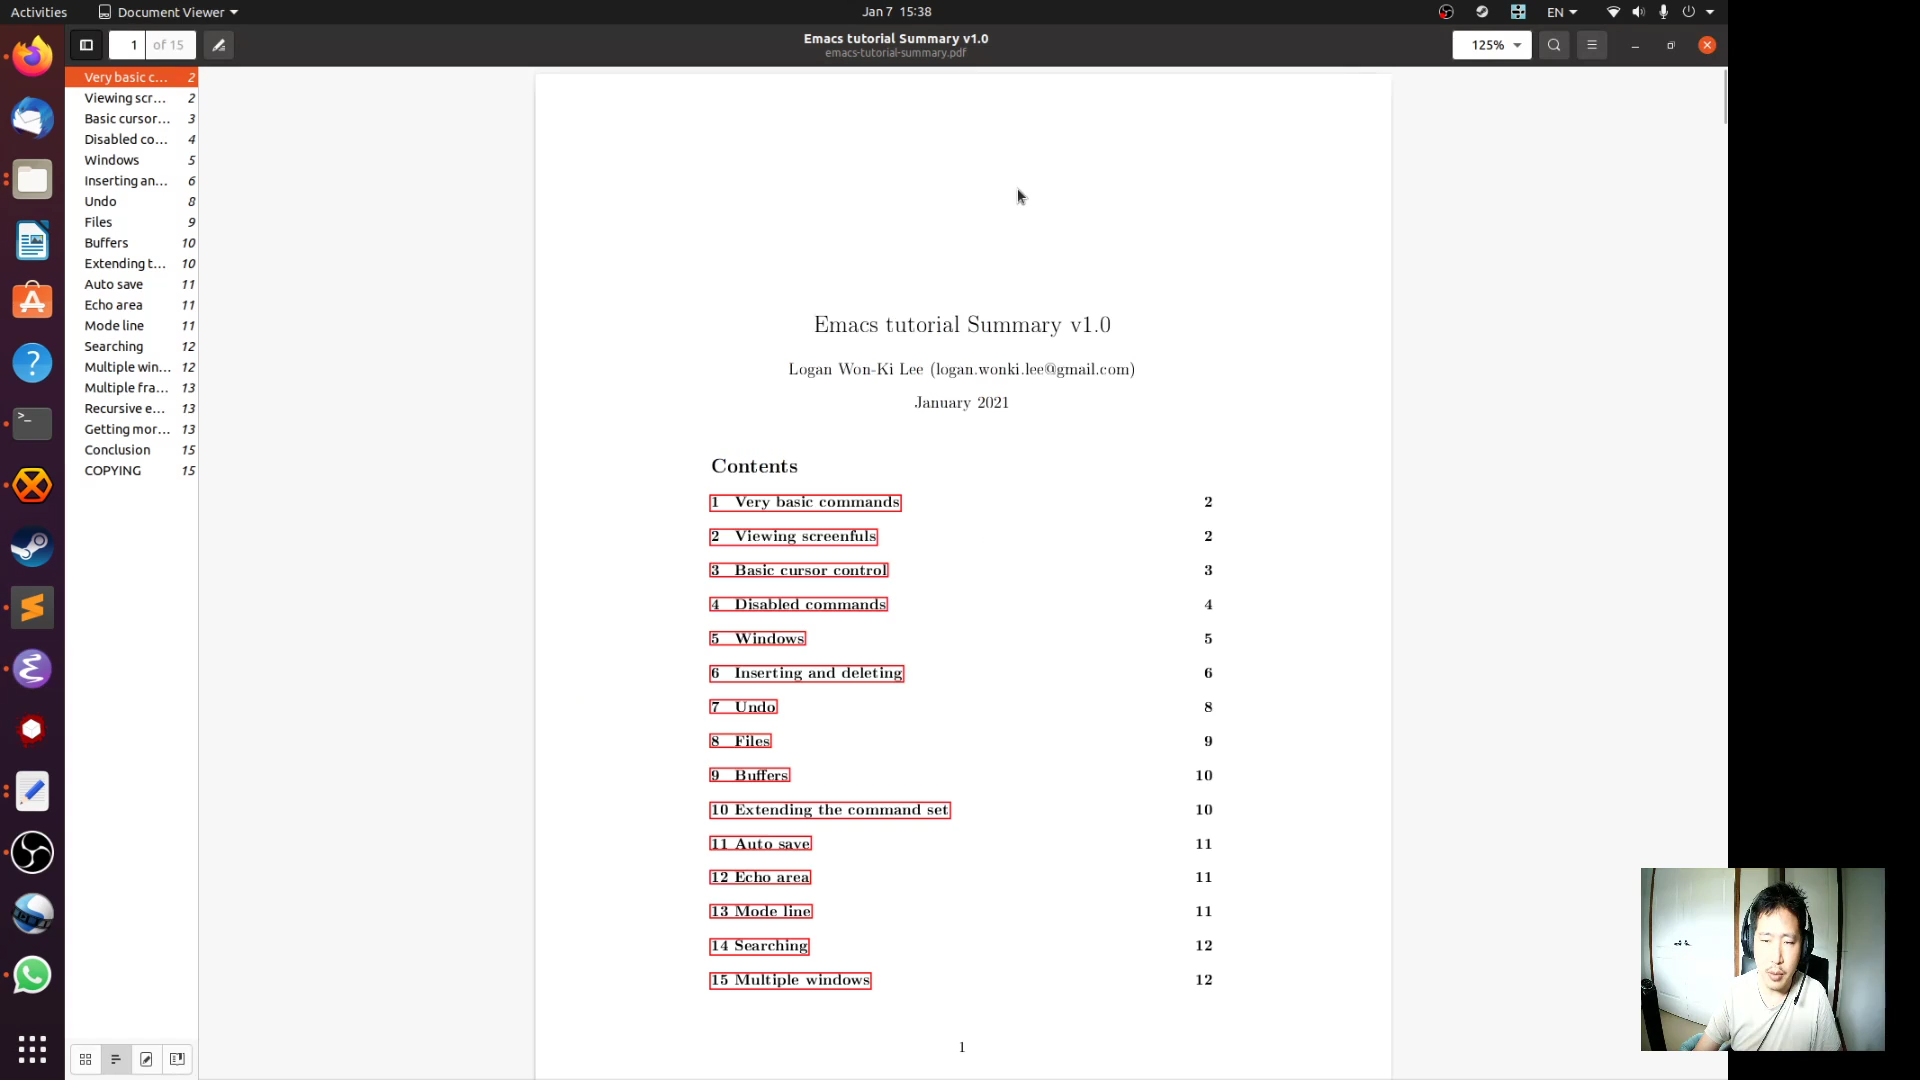 Activities
Document Viewer
Jan 7 15:38
EN
1 of 15
Emacs tutorial Summary v1.0
emacs-tutorial-summary.pdf
125%
Very basic c... 2
Viewing scr... 2
Basic cursor... 3
Disabled co... 4
Windows 5
Inserting an... 6
Undo 8
Files 9
Buffers 10
Extending t... 10
Auto save 11
Echo area 11
Mode line 11
Searching 12
Multiple win... 12
Multiple fra... 13
Recursive e... 13
Getting mor... 13
Conclusion 15
COPYING 15
Emacs tutorial Summary v1.0
Logan Won-Ki Lee (logan.wonki.lee@gmail.com)
January 2021
Contents
1 Very basic commands 2
2 Viewing screenfuls 2
3 Basic cursor control 3
4 Disabled commands 4
5 Windows 5
6 Inserting and deleting 6
7 Undo 8
8 Files 9
9 Buffers 10
10 Extending the command set 10
11 Auto save 11
12 Echo area 11
13 Mode line 11
14 Searching 12
15 Multiple windows 12
1